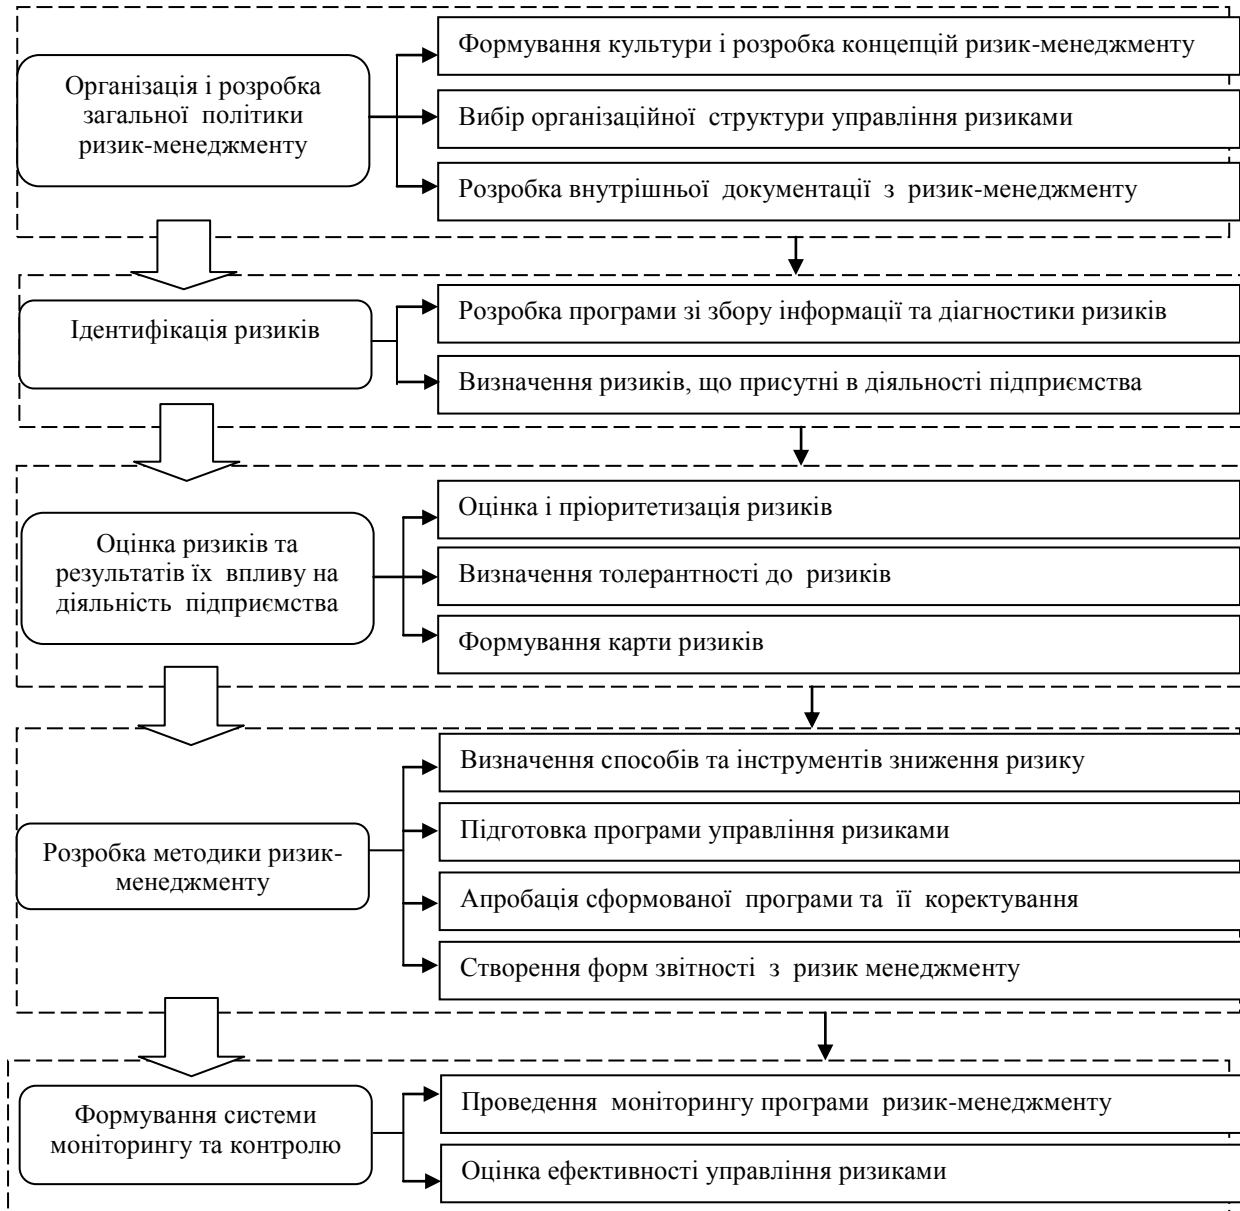 Організація і розробка
загальної політики
ризик-менеджменту
Формування культури і розробка концепцій ризик-менеджменту
Вибір організаційної структури управління ризиками
Розробка внутрішньої документації з ризик-менеджменту
Ідентифікація ризиків
Розробка програми зі збору інформації та діагностики ризиків
Визначення ризиків, що присутні в діяльності підприємства
Оцінка ризиків та
результатів їх впливу на
діяльність підприємства
Оцінка і пріоритетизація ризиків
Визначення толерантності до ризиків
Формування карти ризиків
Розробка методики ризик-
менеджменту
Визначення способів та інструментів зниження ризику
Підготовка програми управління ризиками
Апробація сформованої програми та її коректування
Створення форм звітності з ризик менеджменту
Формування системи
моніторингу та контролю
Проведення моніторингу програми ризик-менеджменту
Оцінка ефективності управління ризиками